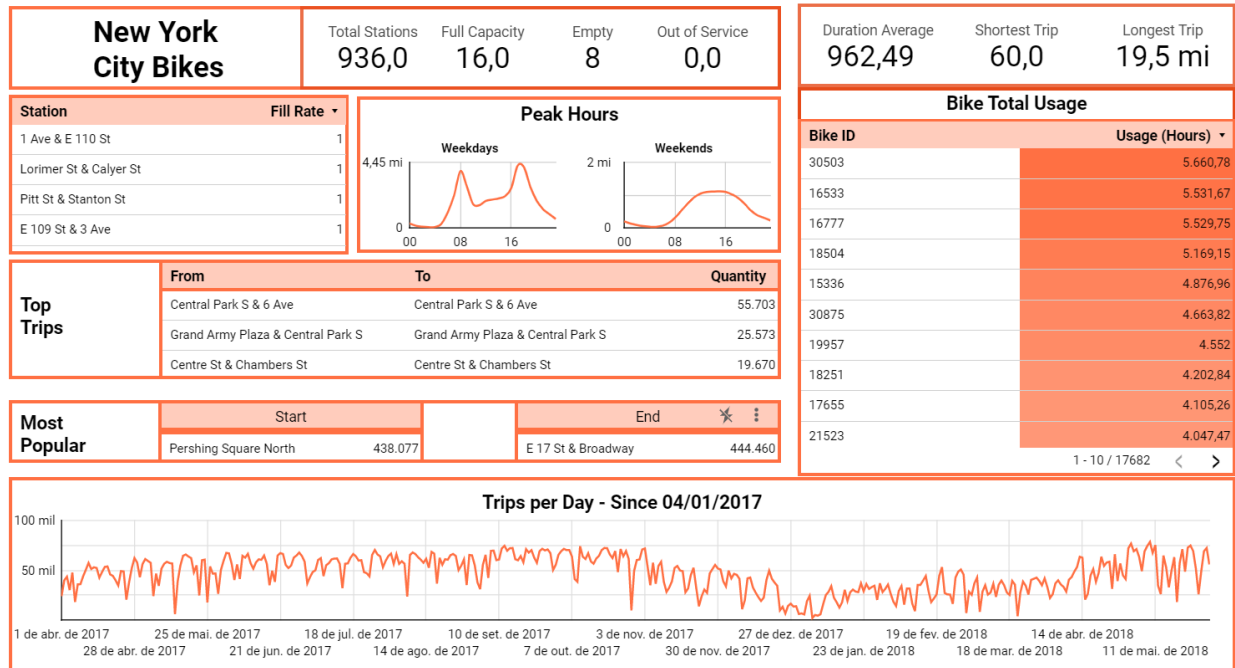 New York
City Bikes
Total Stations Full Capacity Empty Out of Service
936,0 16,0 8 0,0
Duration Average Shortest Trip Longest Trip
962,49 60,0 19,5 mi
Station Fill Rate
1 Ave & E 110 St 1
Lorimer St & Calyer St 1
Pitt St & Stanton St 1
E 109 St & 3 Ave 1
Peak Hours
Weekdays
4,45 mi
0
00 08 16
Weekends
2 mi
0
00 08 16
Bike Total Usage
Bike ID Usage (Hours)
30503 5.660,78
16533 5.531,67
16777 5.529,75
18504 5.169,15
15336 4.876,96
30875 4.663,82
19957 4.552
18251 4.202,84
17655 4.105,26
21523 4.047,47
1 - 10 / 17682
Top
Trips
From To Quantity
Central Park S & 6 Ave Central Park S & 6 Ave 55.703
Grand Army Plaza & Central Park S Grand Army Plaza & Central Park S 25.573
Centre St & Chambers St Centre St & Chambers St 19.670
Most
Popular
Start End
Pershing Square North 438.077 E 17 St & Broadway 444.460
Trips per Day - Since 04/01/2017
100 mil
50 mil
1 de abr. de 2017 25 de mai. de 2017 18 de jul. de 2017 10 de set. de 2017 3 de nov. de 2017 27 de dez. de 2017 19 de fev. de 2018 14 de abr. de 2018
28 de abr. de 2017 21 de jun. de 2017 14 de ago. de 2017 7 de out. de 2017 30 de nov. de 2017 23 de jan. de 2018 18 de mar. de 2018 11 de mai. de 2018